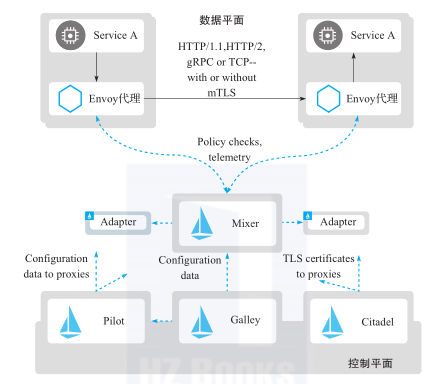 数据平面
Service A
Service A
HTTP/1.1,HTTP/2,
gRPC or TCP--
with or without
mTLS
Envoy代理
Envoy代理
Policy checks,
telemetry
Adapter
Mixer
Adapter
Configuration
data to proxies
Configuration
data
TLS certificates
to proxies
Pilot
Galley
Citadel
控制平面
HZ Books